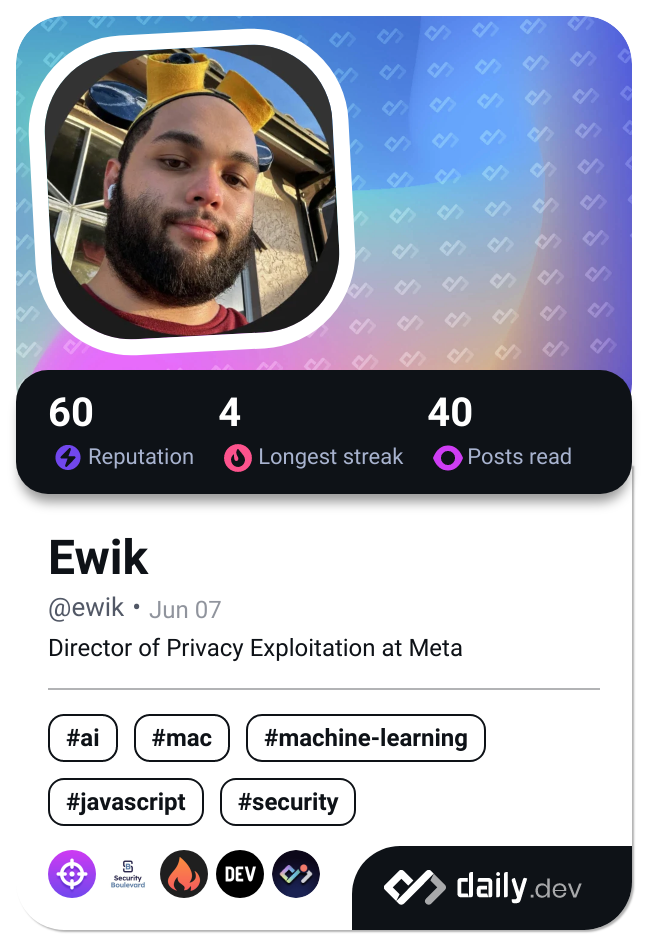 60 4 40
Reputation Longest streak Posts read
Ewik
@ewik • Jun 07
Director of Privacy Exploitation at Meta
#ai #mac #machine-learning
#javascript #security
Security
Boulevard
DEV
daily.dev